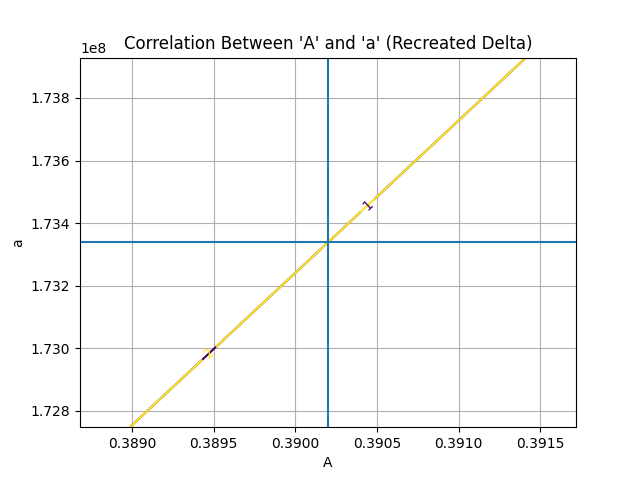 Correlation Between 'A' and 'a' (Recreated Delta)
1e8
1.738
1.736
1.734
1.732
1.730
1.728
a
1
0.3890 0.3895 0.3900 0.3905 0.3910 0.3915
A